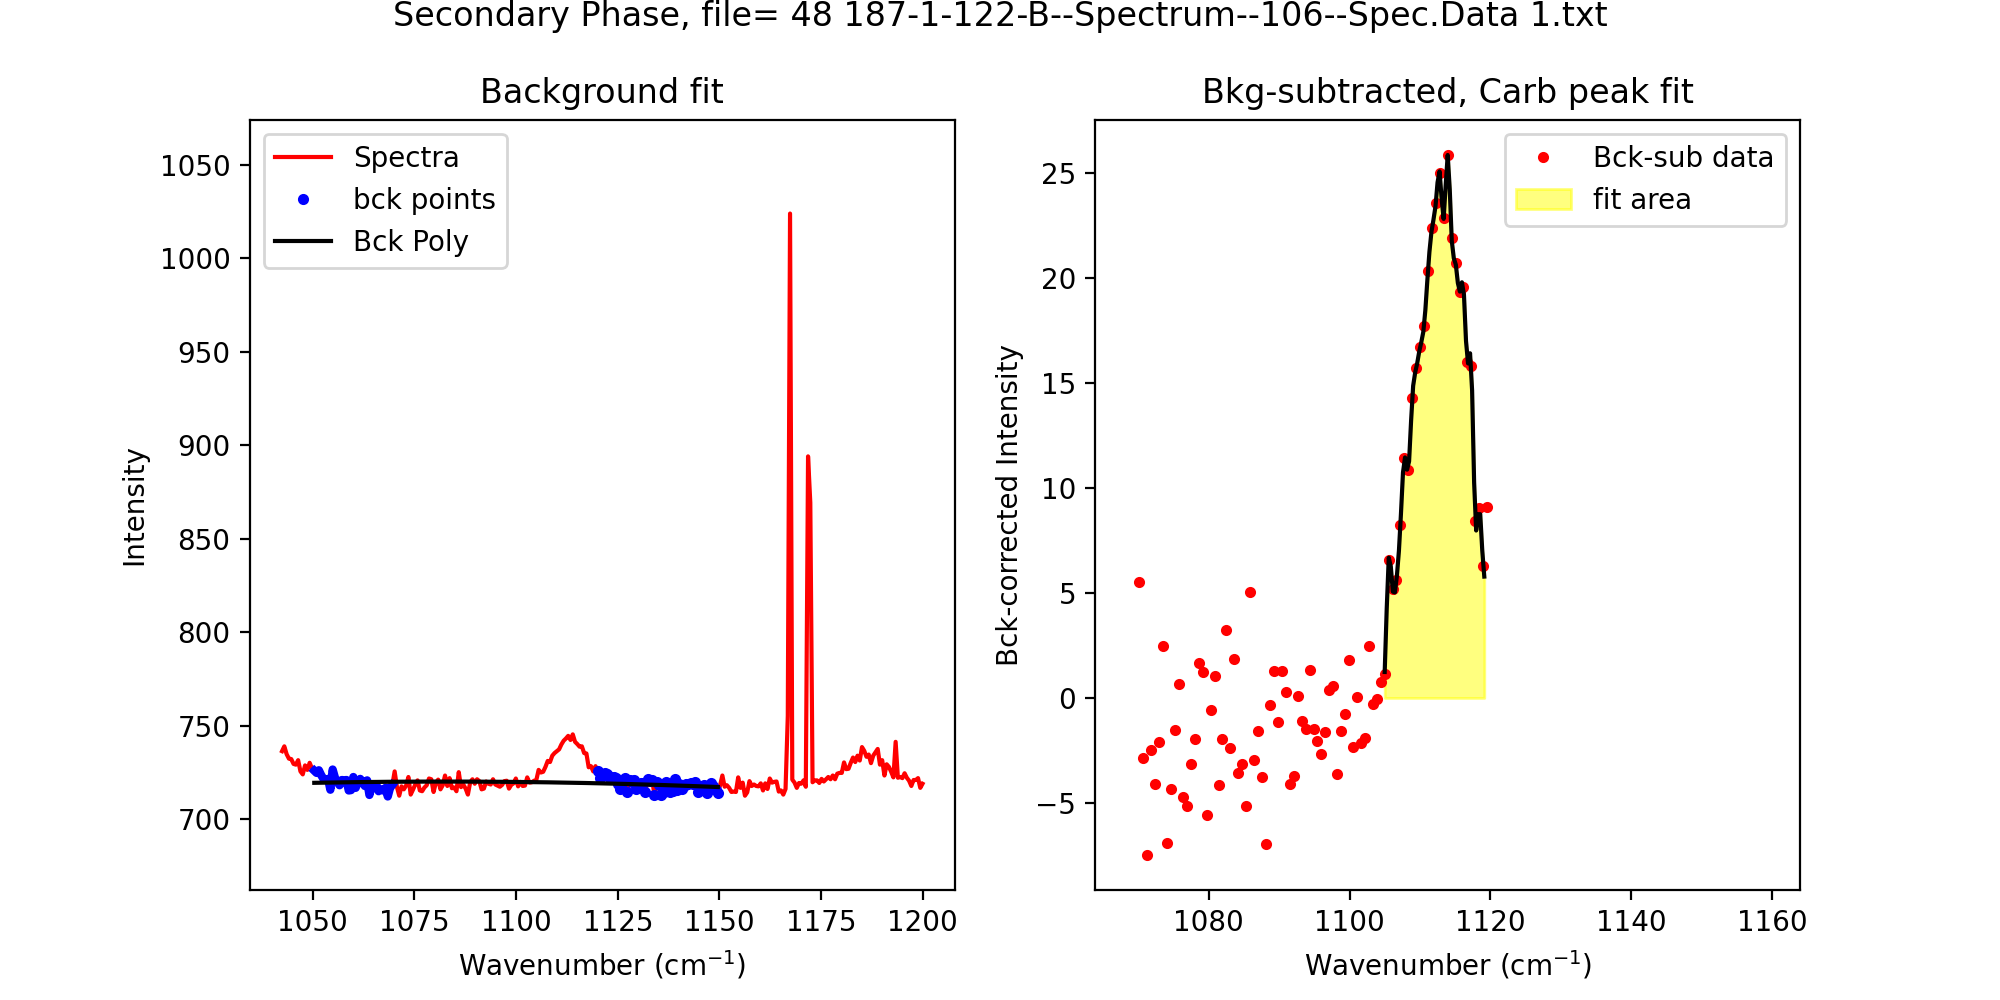 Secondary Phase, file= 48 187-1-122-B--Spectrum--106--Spec.Data 1.txt
Background fit
Spectra
bck points
Bck Poly
Intensity
1050
1000
950
900
850
800
750
700
1050 1075 1100 1125 1150 1175 1200
Wavenumber (cm⁻¹)
Bkg-subtracted, Carb peak fit
Bck-sub data
fit area
Bck-corrected Intensity
25
20
15
10
5
0
−5
1080 1100 1120 1140 1160
Wavenumber (cm⁻¹)